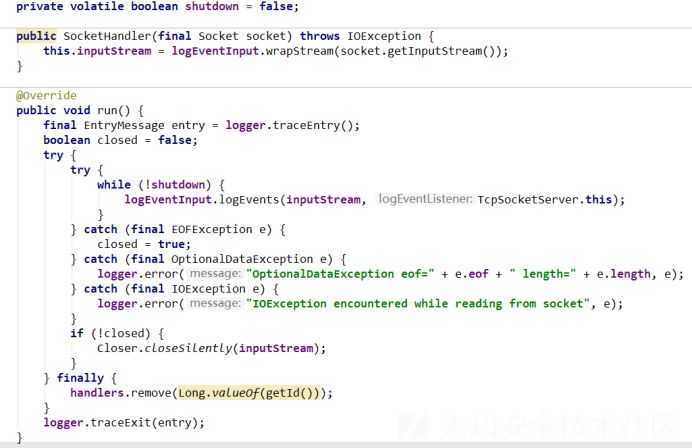 private volatile boolean shutdown = false;
public SocketHandler(final Socket socket) throws IOException {
this.inputStream = logEventInput.wrapStream(socket.getInputStream());
}
@Override
public void run() {
final EntryMessage entry = logger.traceEntry();
boolean closed = false;
try {
try {
while (!shutdown) {
logEventInput.logEvents(inputStream, logEventListener: TcpSocketServer.this);
}
} catch (final EOFException e) {
closed = true;
} catch (final OptionalDataException e) {
logger.error( message: "OptionalDataException eof=" + e.eof + " length=" + e.length, e);
} catch (final IOException e) {
logger.error( message: "IOException encountered while reading from socket", e);
}
if (!closed) {
Closer.closeSilently(inputStream);
}
} finally {
handlers.remove(Long.valueOf(getId()));
}
logger.traceExit(entry);
}
先知安全技术社区